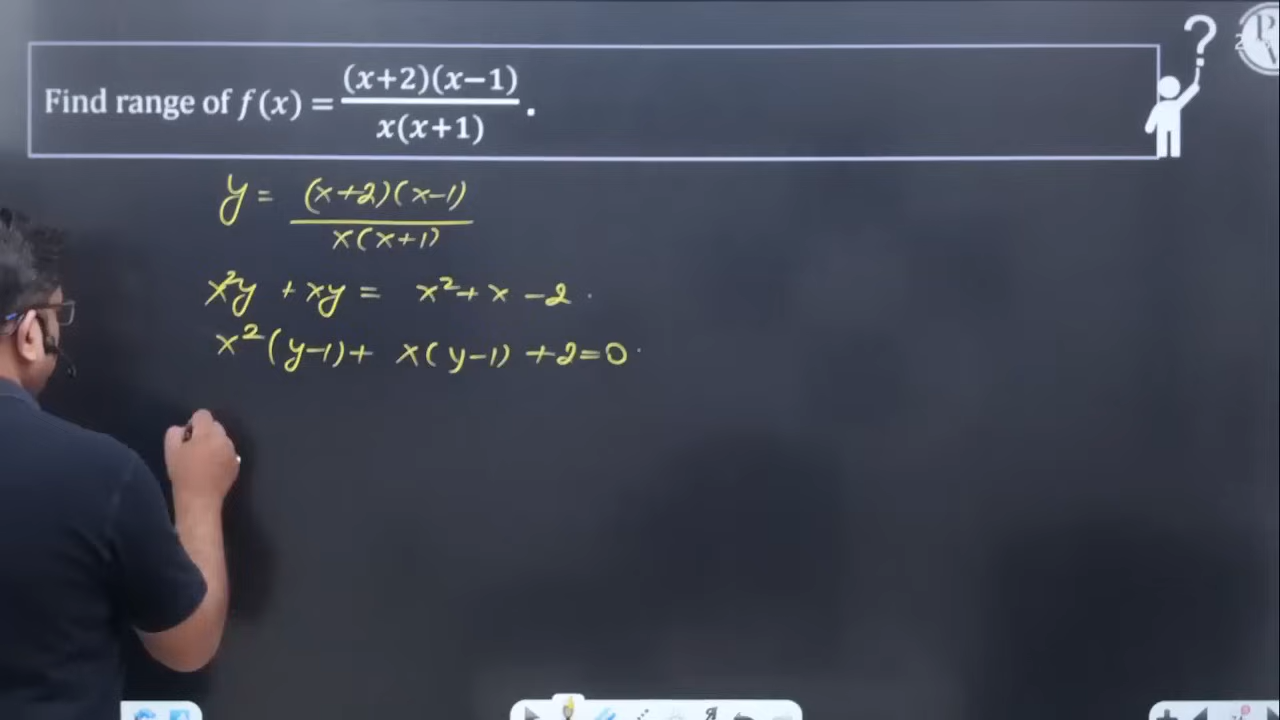 Find range of f(x) = (x+2)(x−1) / x(x+1) .
y = (x+2)(x-1) / x(x+1)
x²y + xy = x² + x - 2 .
x²(y-1) + x(y-1) + 2 = 0 .